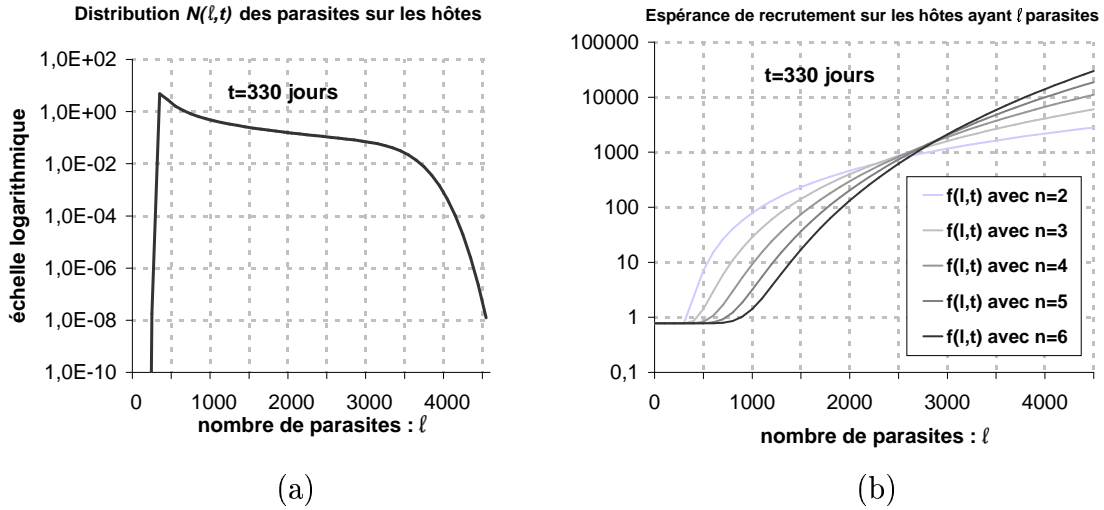 Distribution N(ℓ,t) des parasites sur les hôtes
1,0E+02
1,0E+00
1,0E-02
1,0E-04
1,0E-06
1,0E-08
1,0E-10
échelle logarithmique
t=330 jours
0 1000 2000 3000 4000
nombre de parasites : ℓ
(a)
Espérance de recrutement sur les hôtes ayant ℓ parasites
100000
10000
1000
100
10
1
0,1
t=330 jours
f(l,t) avec n=2
f(l,t) avec n=3
f(l,t) avec n=4
f(l,t) avec n=5
f(l,t) avec n=6
0 1000 2000 3000 4000
nombre de parasites : ℓ
(b)